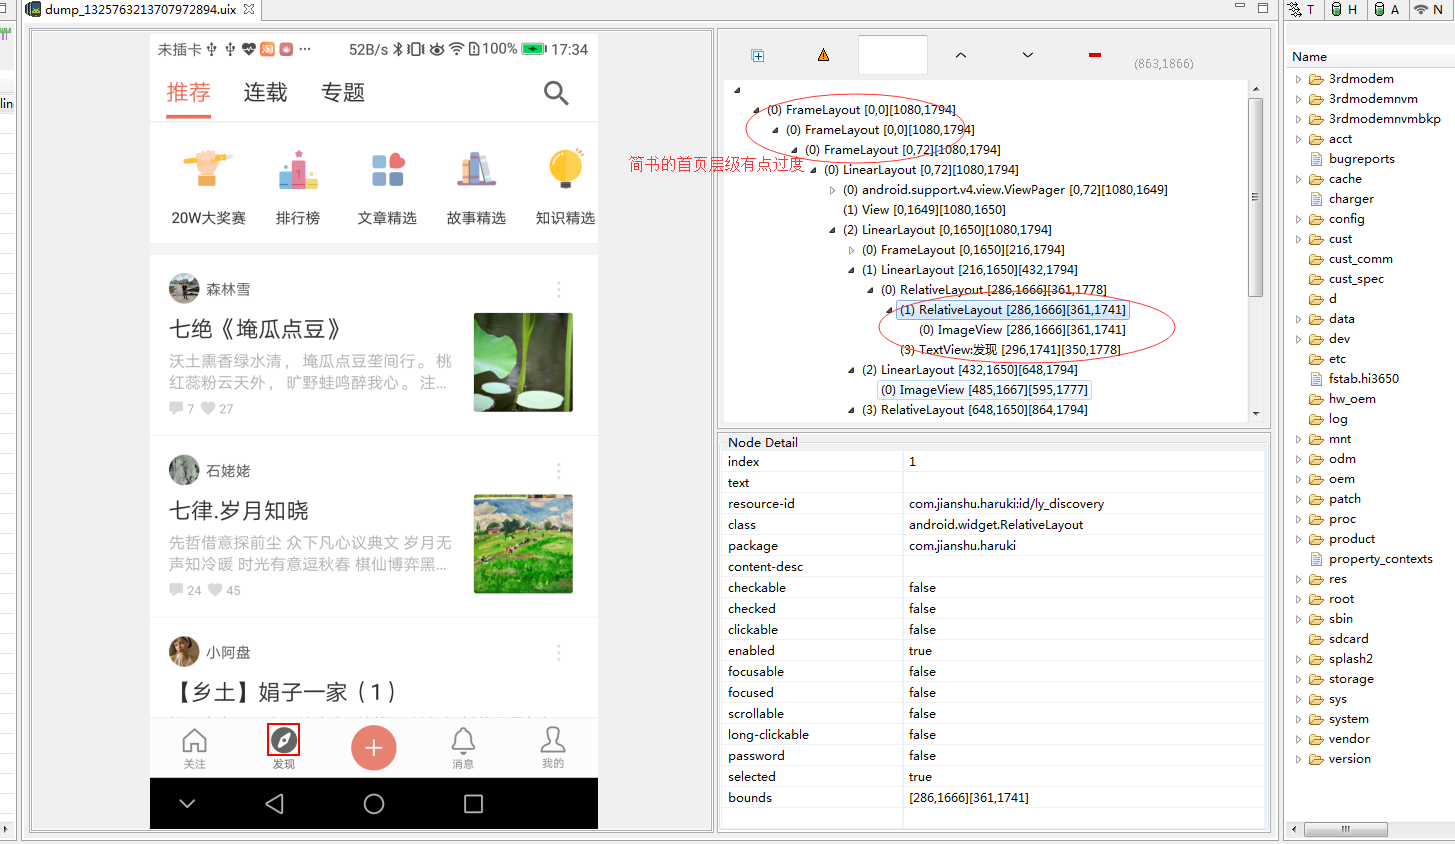 dump_1325763213707972894.uix
T
H
A
N
lin
未插卡 ... 52B/s 100% 17:34
推荐 连载 专题
20W大奖赛 排行榜 文章精选 故事精选 知识精选
森林雪
七绝《埯瓜点豆》
沃土熏香绿水清，埯瓜点豆垄间行。桃
红蕊粉云天外，旷野蛙鸣醉我心。注...
7 27
石姥姥
七律.岁月知晓
先哲借意探前尘 众下凡心议典文 岁月无
声知冷暖 时光有意逗秋春 棋仙博弈黑...
24 45
小阿盘
【乡土】娟子一家（1）
关注 发现 消息 我的
(863,1866)
(0) FrameLayout [0,0][1080,1794]
(0) FrameLayout [0,0][1080,1794]
(0) FrameLayout [0,72][1080,1794]
简书的首页层级有点过度
(0) LinearLayout [0,72][1080,1794]
(0) android.support.v4.view.ViewPager [0,72][1080,1649]
(1) View [0,1649][1080,1650]
(2) LinearLayout [0,1650][1080,1794]
(0) FrameLayout [0,1650][216,1794]
(1) LinearLayout [216,1650][432,1794]
(0) RelativeLayout [286,1666][361,1778]
(1) RelativeLayout [286,1666][361,1741]
(0) ImageView [286,1666][361,1741]
(3) TextView:发现 [296,1741][350,1778]
(2) LinearLayout [432,1650][648,1794]
(0) ImageView [485,1667][595,1777]
(3) RelativeLayout [648,1650][864,1794]
Node Detail
index 1
text
resource-id com.jianshu.haruki:id/ly_discovery
class android.widget.RelativeLayout
package com.jianshu.haruki
content-desc
checkable false
checked false
clickable false
enabled true
focusable false
focused false
scrollable false
long-clickable false
password false
selected true
bounds [286,1666][361,1741]
Name
3rdmodem
3rdmodemnvm
3rdmodemnvmbkp
acct
bugreports
cache
charger
config
cust
cust_comm
cust_spec
d
data
dev
etc
fstab.hi3650
hw_oem
log
mnt
odm
oem
patch
proc
product
property_contexts
res
root
sbin
sdcard
splash2
storage
sys
system
vendor
version